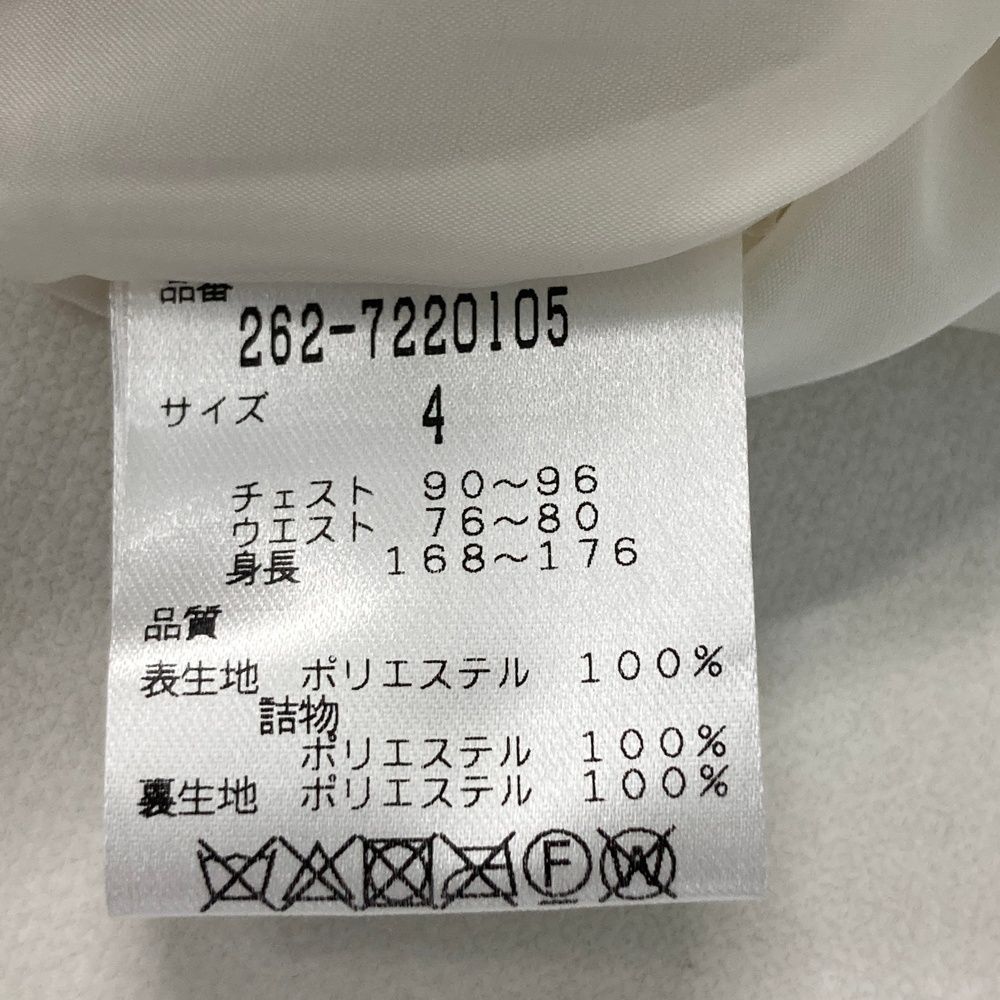 品番
262-7220105
サイズ 4
チェスト 90～96
ウエスト 76～80
身長 168～176
品質
表生地 ポリエステル 100%
詰物
ポリエステル 100%
裏生地 ポリエステル 100%
F W